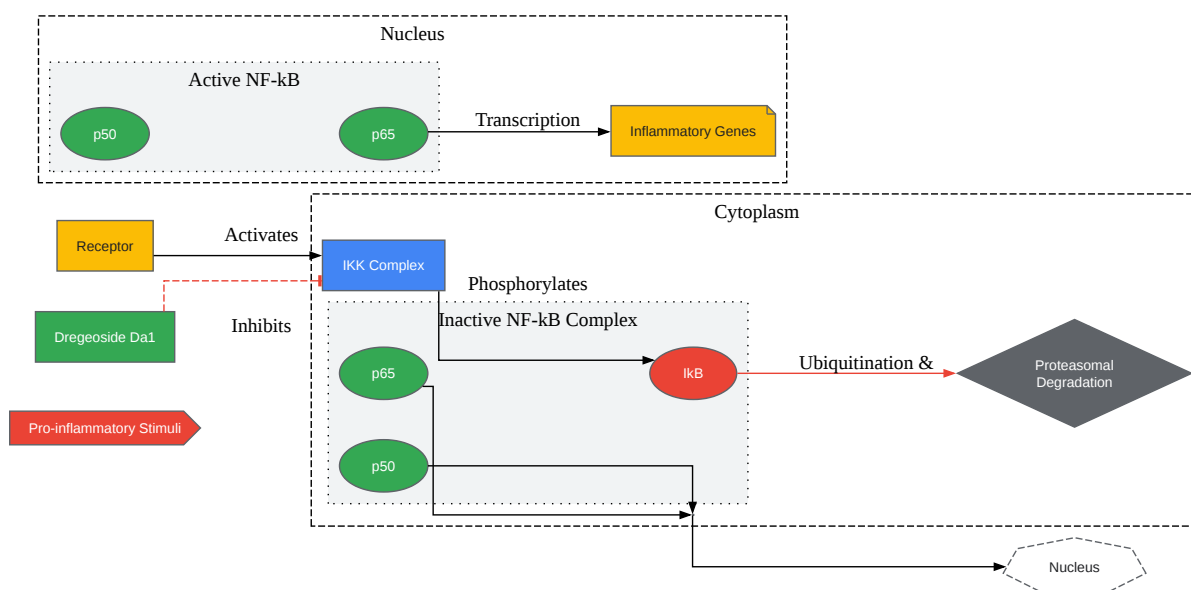 Nucleus
Active NF-kB
p50
p65
Transcription
Inflammatory Genes
Cytoplasm
Receptor
Activates
IKK Complex
Phosphorylates
Dregeoside Da1
Inhibits
Inactive NF-kB Complex
p65
IkB
Ubiquitination &
Proteasomal
Degradation
Pro-inflammatory Stimuli
p50
Nucleus